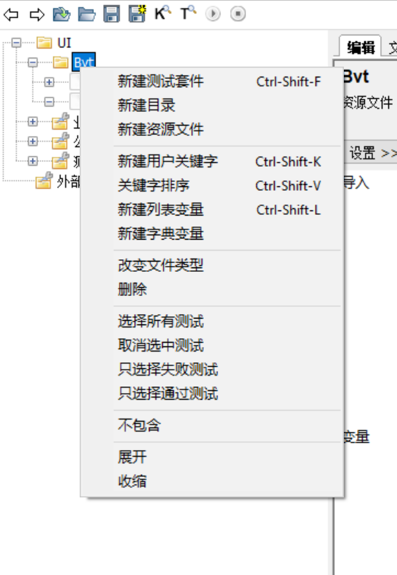 K T
UI
编辑
Bvt
Bvt
新建测试套件 Ctrl-Shift-F
新建目录
资源文件
新建资源文件
设置 >>
新建用户关键字 Ctrl-Shift-K
关键字排序 Ctrl-Shift-V
外部
导入
新建列表变量 Ctrl-Shift-L
新建字典变量
改变文件类型
删除
选择所有测试
取消选中测试
只选择失败测试
只选择通过测试
不包含
变量
展开
收缩